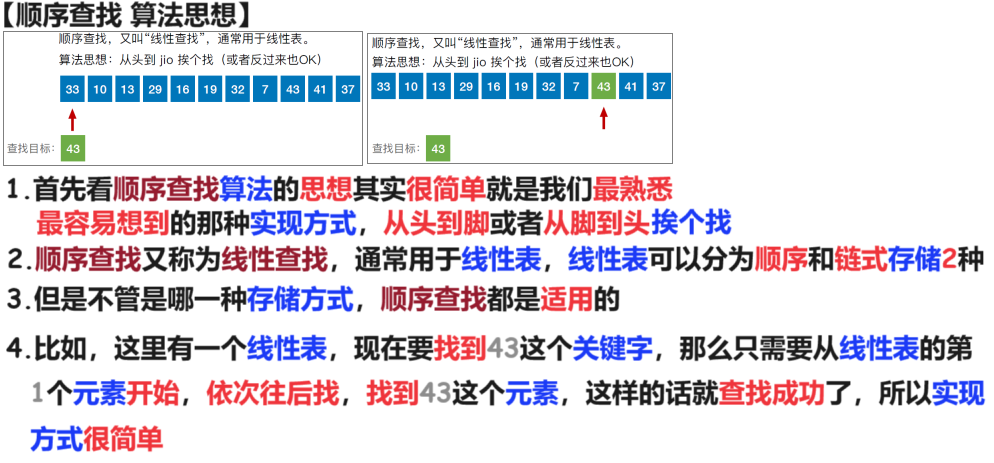 【顺序查找 算法思想】
顺序查找，又叫“线性查找”，通常用于线性表。
算法思想：从头到 jio 挨个找（或者反过来也OK）
33 10 13 29 16 19 32 7 43 41 37
查找目标： 43
顺序查找，又叫“线性查找”，通常用于线性表。
算法思想：从头到 jio 挨个找（或者反过来也OK）
33 10 13 29 16 19 32 7 43 41 37
查找目标： 43
1.首先看顺序查找算法的思想其实很简单就是我们最熟悉
最容易想到的那种实现方式，从头到脚或者从脚到头挨个找
2.顺序查找又称为线性查找，通常用于线性表，线性表可以分为顺序和链式存储2种
3.但是不管是哪一种存储方式，顺序查找都是适用的
4.比如，这里有一个线性表，现在要找到43这个关键字，那么只需要从线性表的第
1个元素开始，依次往后找，找到43这个元素，这样的话就查找成功了，所以实现
方式很简单